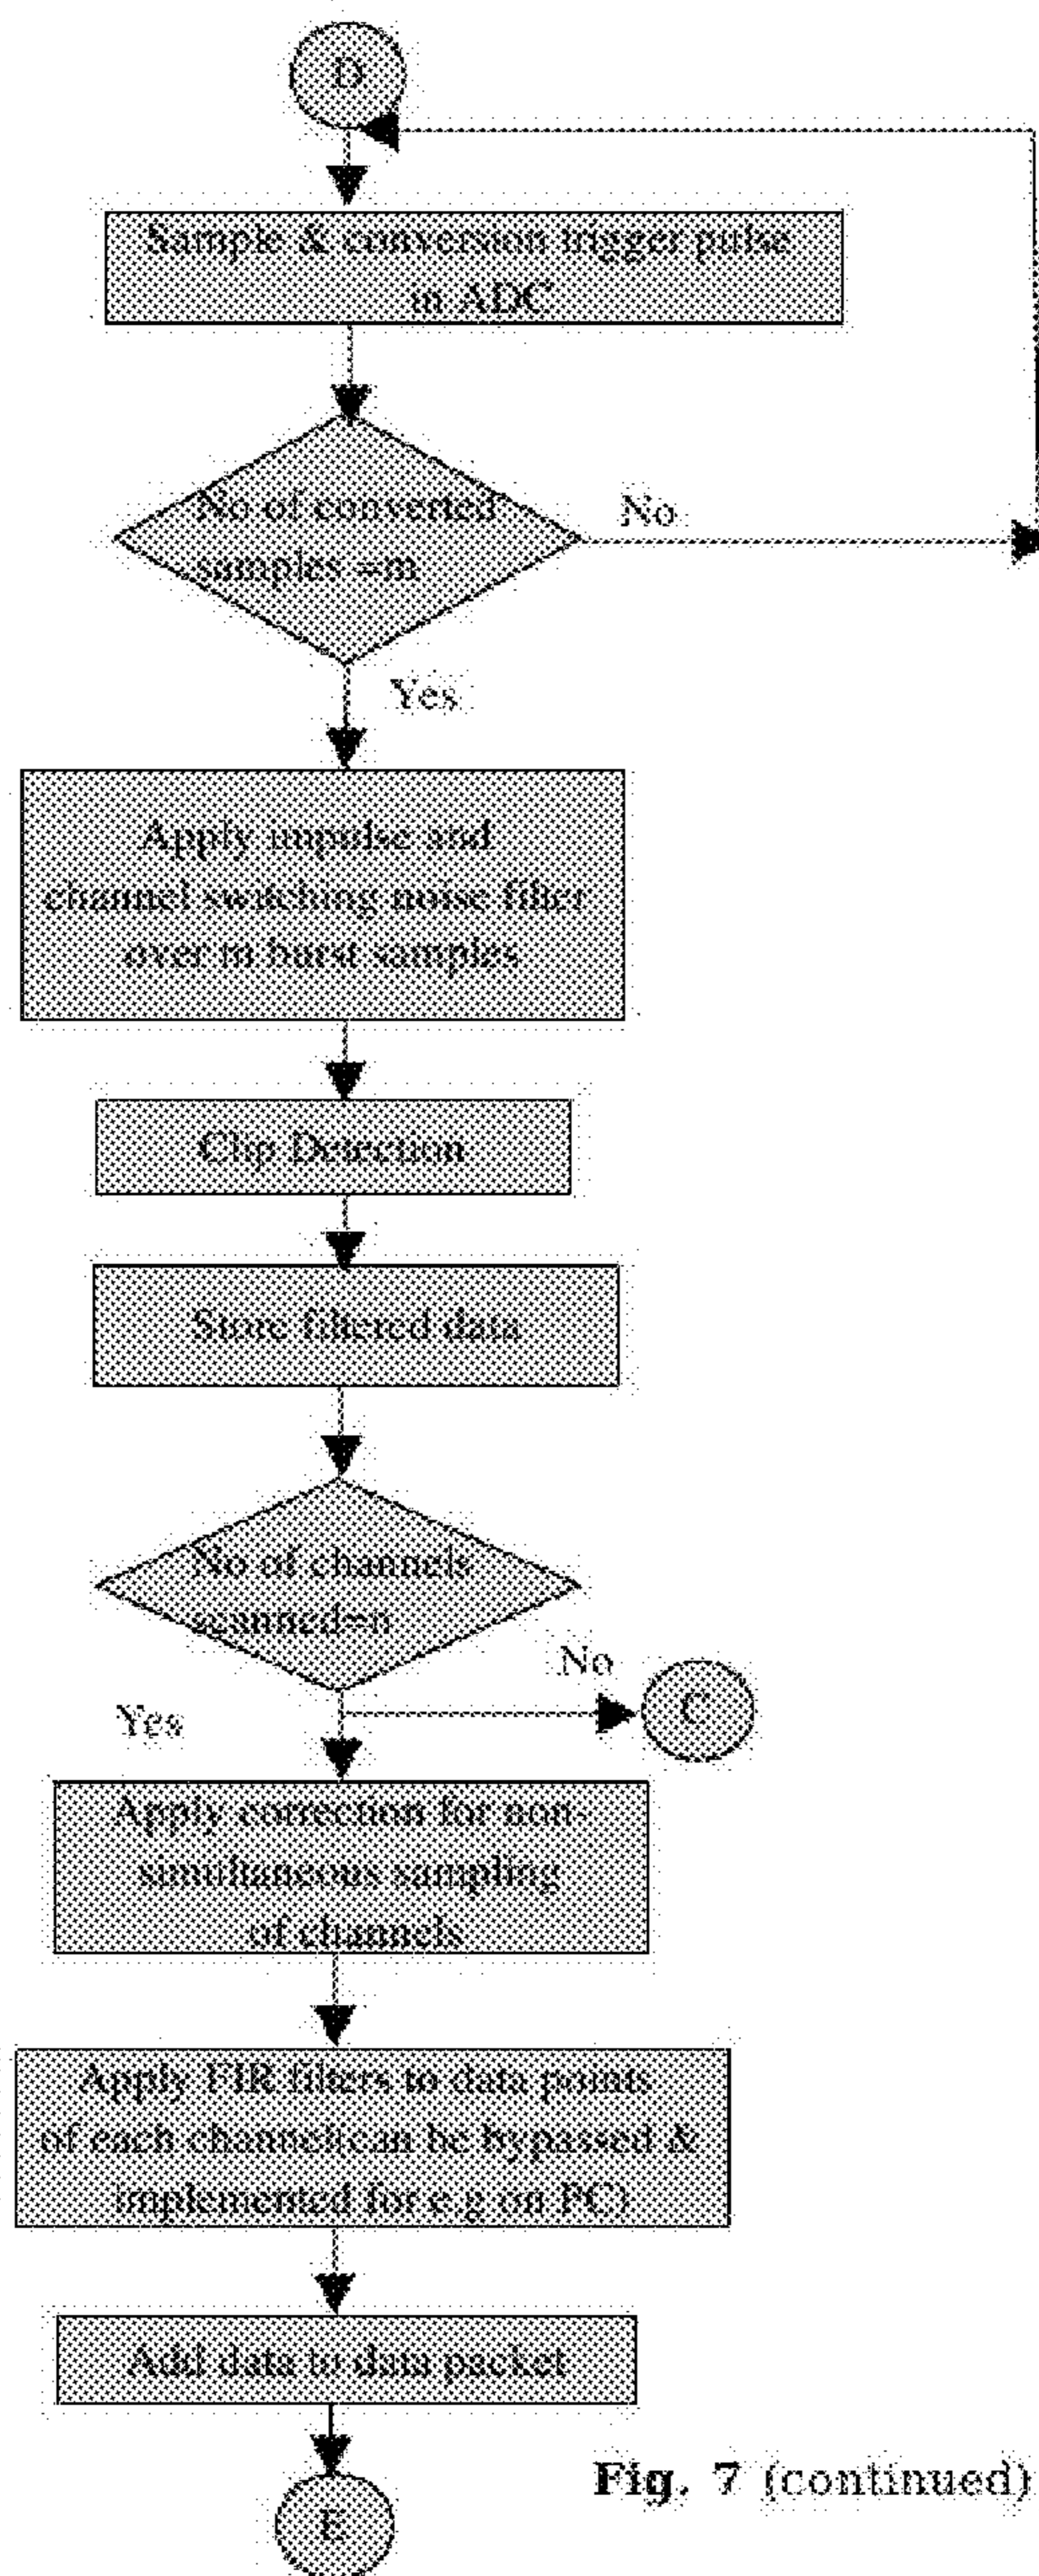 D
Sample & conversion trigger pulse
in ADC
No of converted
samples =m
No
Yes
Apply impulse and
channel switching noise filter
over m burst samples
Clip Detection
Store filtered data
No of channels
scanned=n
No
C
Yes
Apply correction for non-
simultaneous sampling
of channels
Apply FIR filters to data points
of each channel(can be bypassed &
implemented for e.g on PC)
Add data to data packet
E
Fig. 7 (continued)